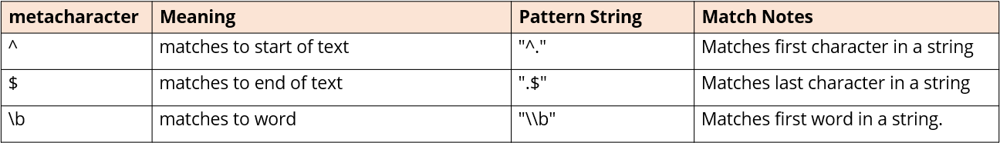 metacharacter Meaning Pattern String Match Notes
^ matches to start of text "^." Matches first character in a string
$ matches to end of text ".$" Matches last character in a string
\b matches to word "\\b" Matches first word in a string.